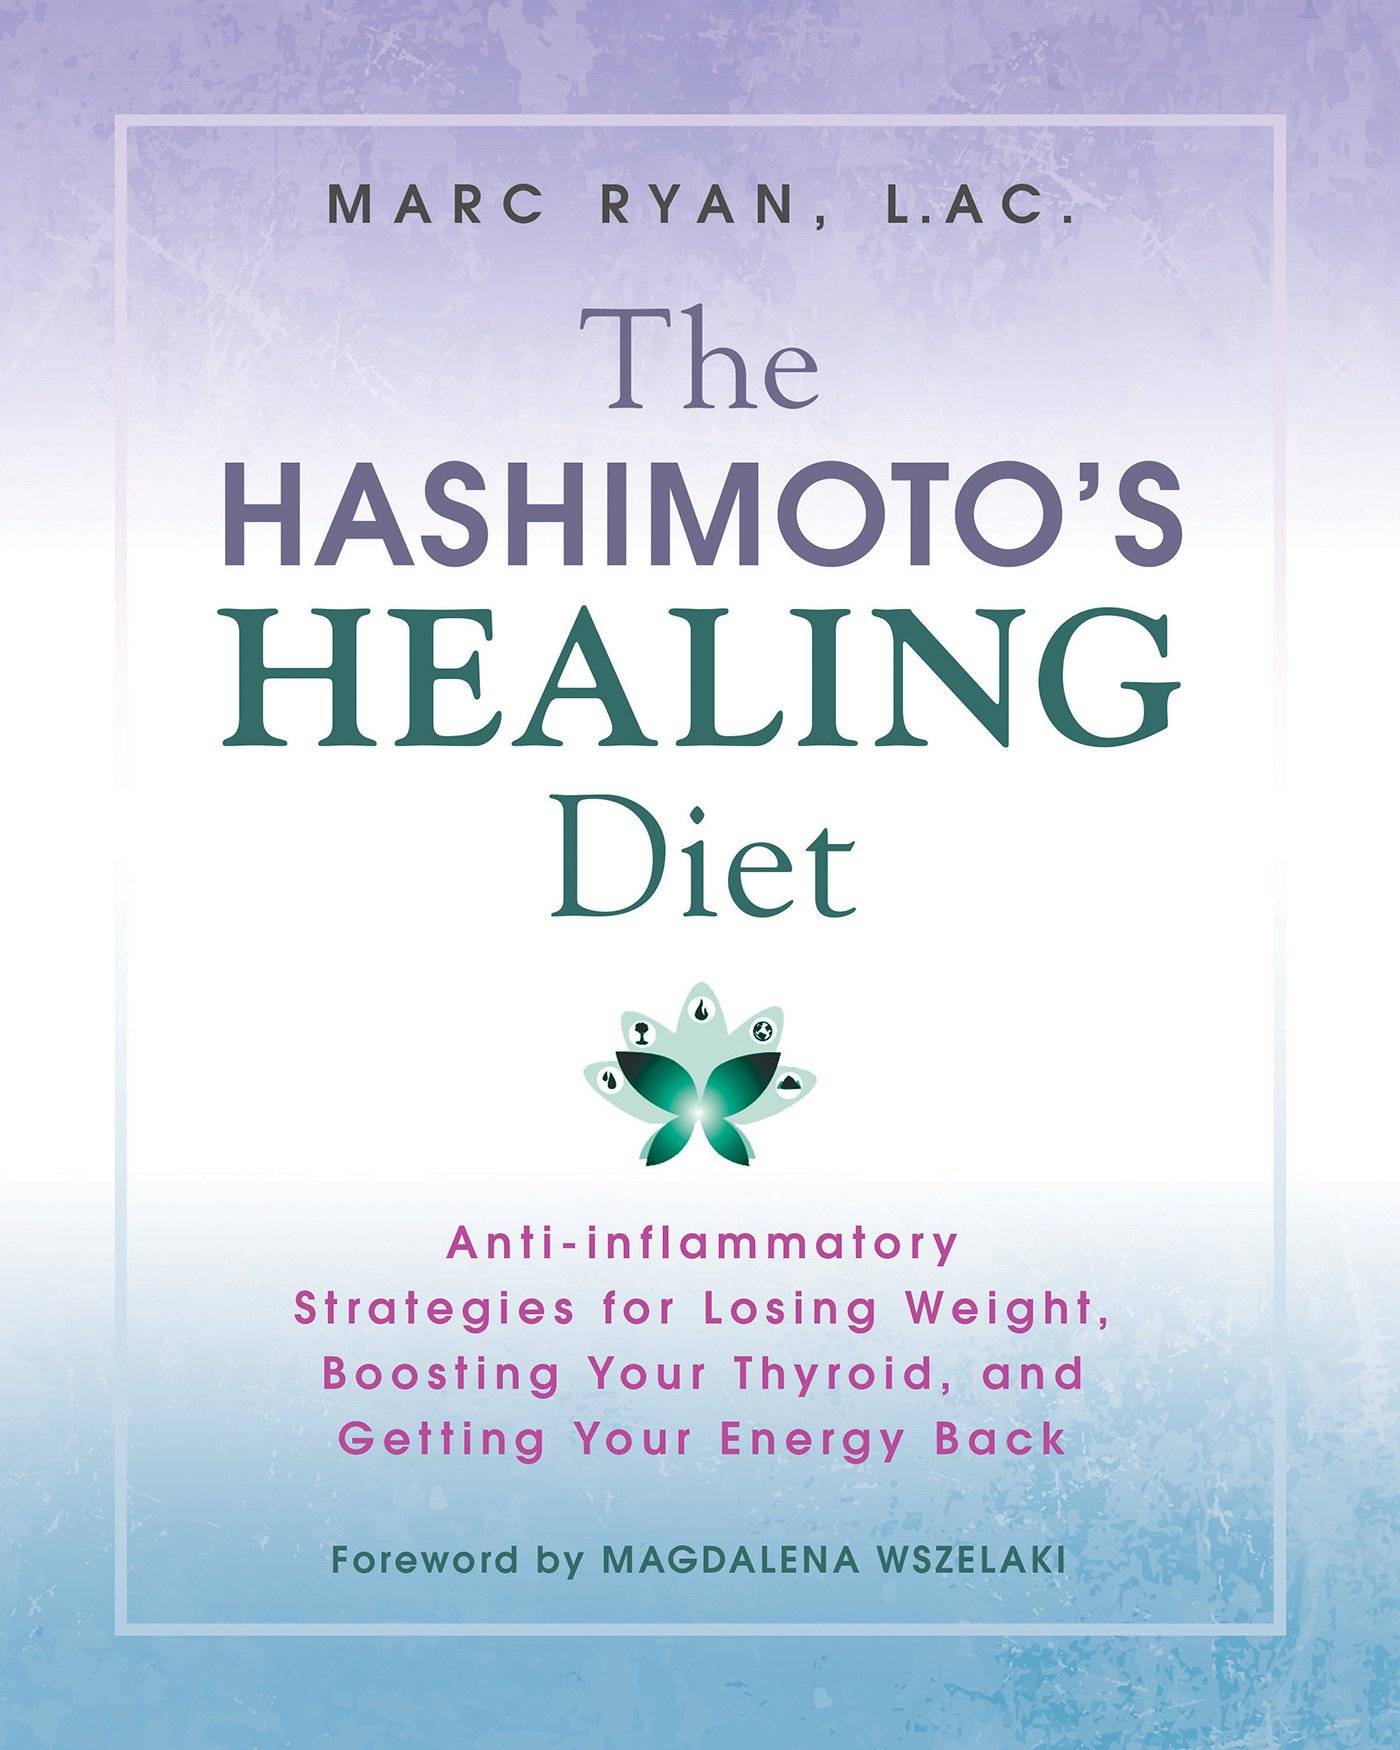 MARC RYAN, L.AC.
The
HASHIMOTO’S
HEALING
Diet
Anti-inflammatory
Strategies for Losing Weight,
Boosting Your Thyroid, and
Getting Your Energy Back
Foreword by MAGDALENA WSZELAKI